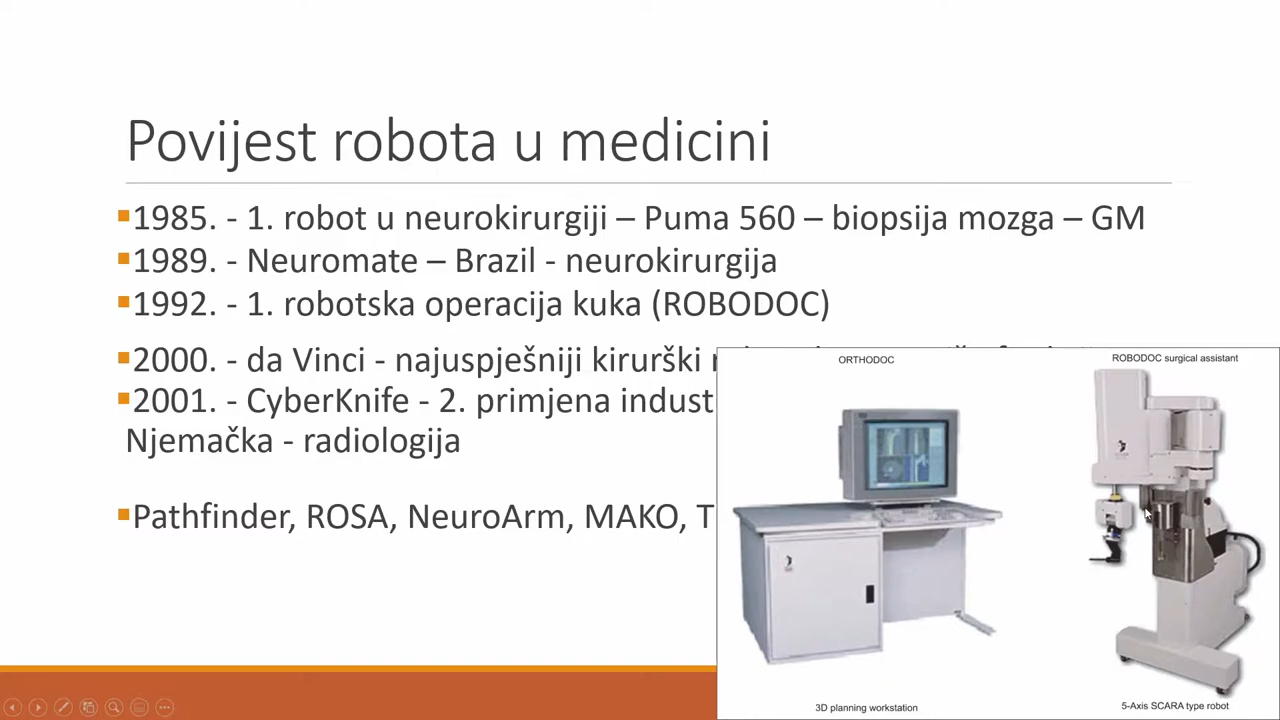 Povijest robota u medicini
1985. - 1. robot u neurokirurgiji – Puma 560 – biopsija mozga – GM
1989. - Neuromate – Brazil - neurokirurgija
1992. - 1. robotska operacija kuka (ROBODOC)
2000. - da Vinci - najuspješniji kirurški
2001. - CyberKnife - 2. primjena indust
Njemačka - radiologija
Pathfinder, ROSA, NeuroArm, MAKO, T
ORTHODOC
ROBODOC surgical assistant
3D planning workstation
5-Axis SCARA type robot